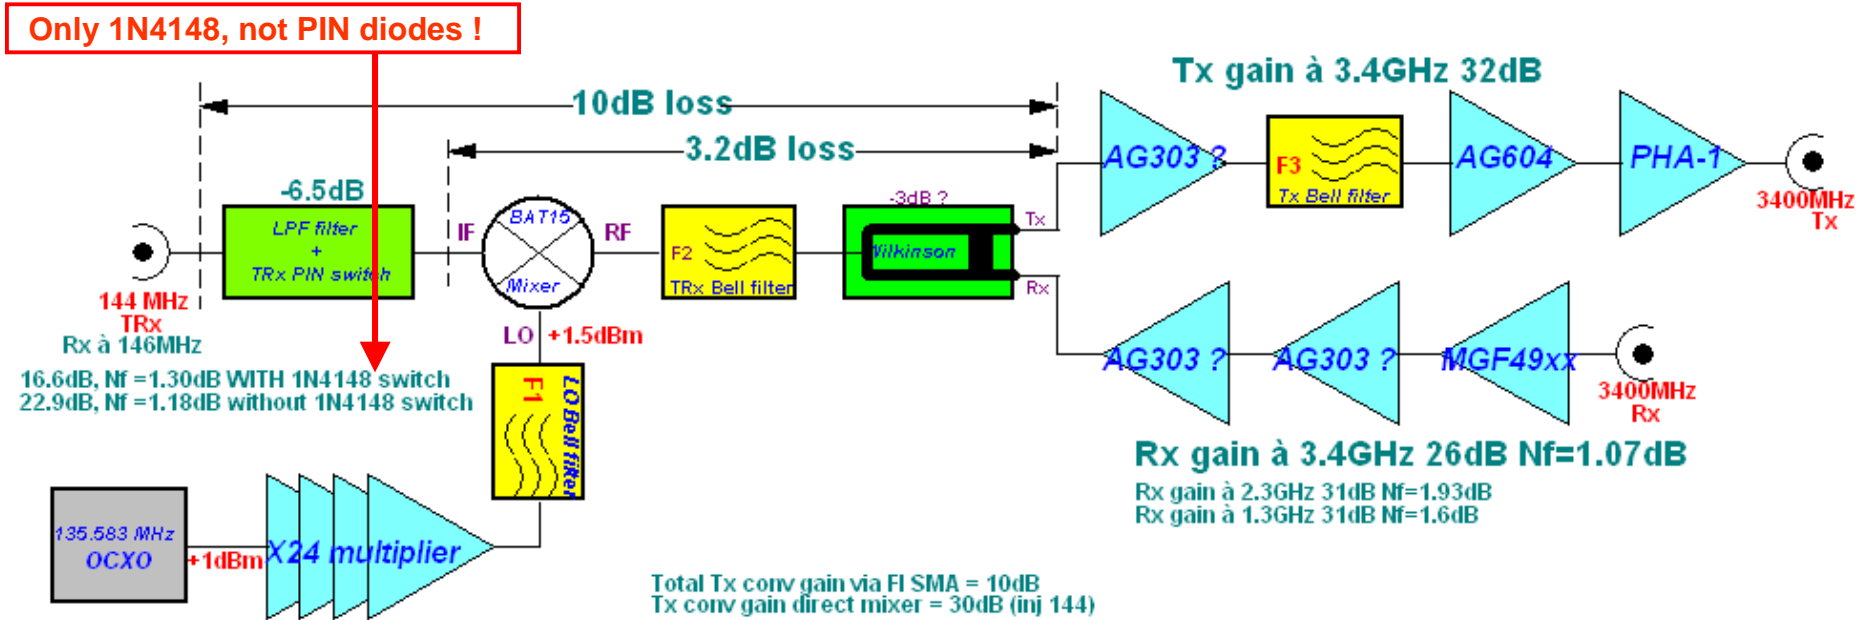 Only 1N4148, not PIN diodes !
Tx gain à 3.4GHz 32dB
10dB loss
3.2dB loss
-6.5dB
LPF filter
+
TRx PIN switch
144 MHz
TRx
Rx à 146MHz
16.6dB, Nf =1.30dB WITH 1N4148 switch
22.9dB, Nf =1.18dB without 1N4148 switch
IF
BAT15
Mixer
RF
LO
+1.5dBm
F2
TRx Bell filter
-3dB ?
Wilkinson
Tx
Rx
AG303 ?
F3
Tx Bell filter
AG604
PHA-1
3400MHz
Tx
AG303 ?
AG303 ?
MGF49xx
3400MHz
Rx
Rx gain à 3.4GHz 26dB Nf=1.07dB
Rx gain à 2.3GHz 31dB Nf=1.93dB
Rx gain à 1.3GHz 31dB Nf=1.6dB
F1
LO Bell filter
135.583 MHz
OCXO
+1dBm
X24 multiplier
Total Tx conv gain via FI SMA = 10dB
Tx conv gain direct mixer = 30dB (inj 144)